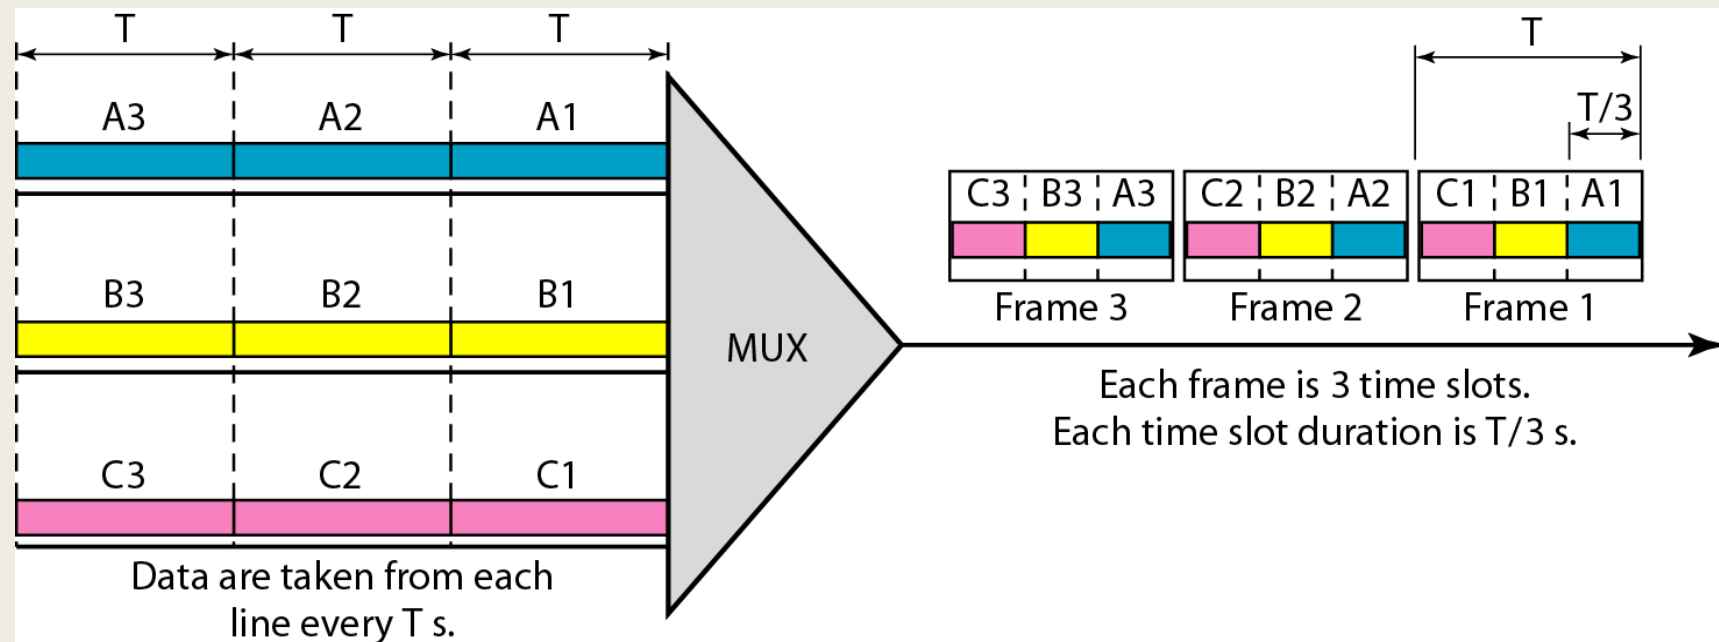 T T T
A3 A2 A1
B3 B2 B1
C3 C2 C1
Data are taken from each
line every T s.
MUX
T
T/3
C3 B3 A3 C2 B2 A2 C1 B1 A1
Frame 3 Frame 2 Frame 1
Each frame is 3 time slots.
Each time slot duration is T/3 s.